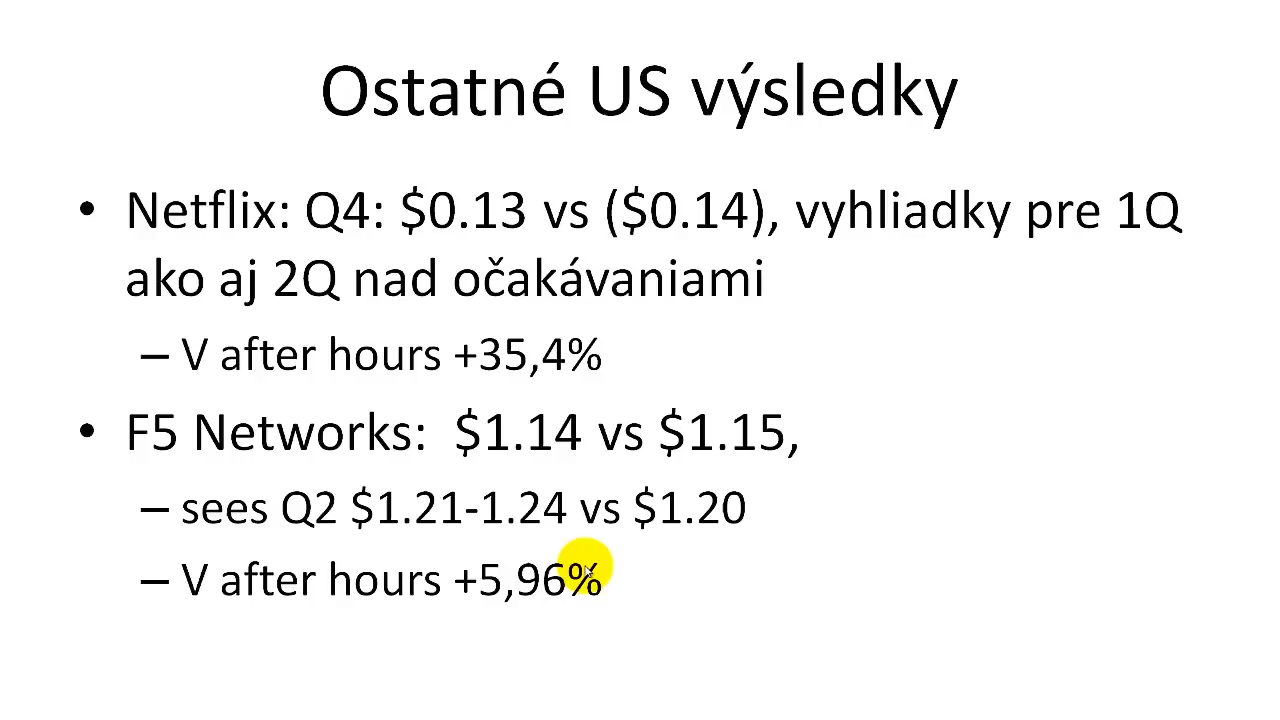 Ostatné US výsledky
• Netflix: Q4: $0.13 vs ($0.14), vyhliadky pre 1Q
ako aj 2Q nad očakávaniami
– V after hours +35,4%
• F5 Networks:  $1.14 vs $1.15,
– sees Q2 $1.21-1.24 vs $1.20
– V after hours +5,96%